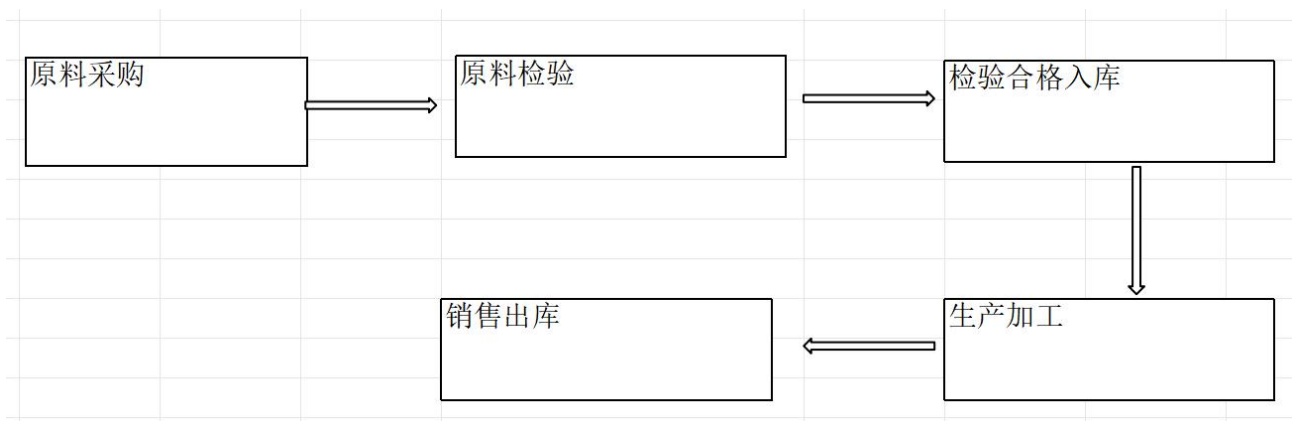 原料采购
原料检验
检验合格入库
生产加工
销售出库